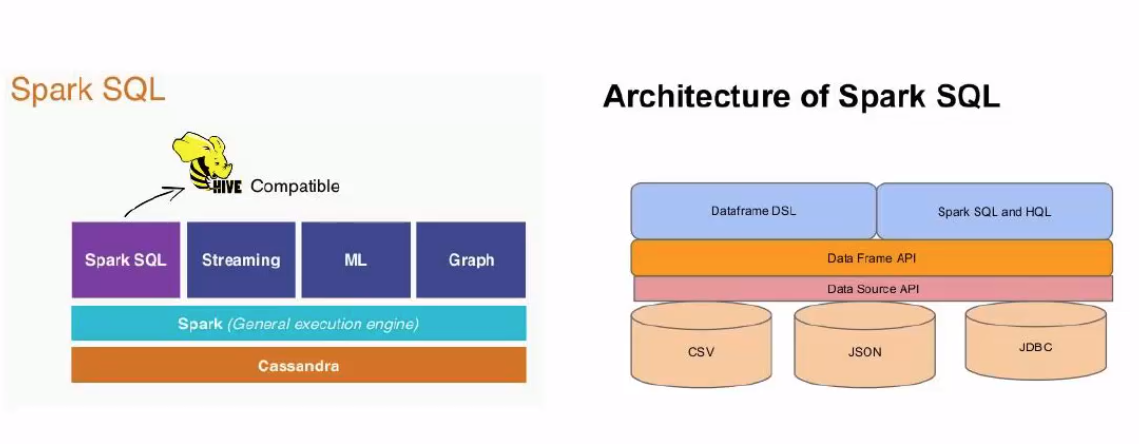 Spark SQL
HIVE Compatible
Spark SQL
Streaming
ML
Graph
Spark (General execution engine)
Cassandra
Architecture of Spark SQL
Dataframe DSL
Spark SQL and HQL
Data Frame API
Data Source API
CSV
JSON
JDBC